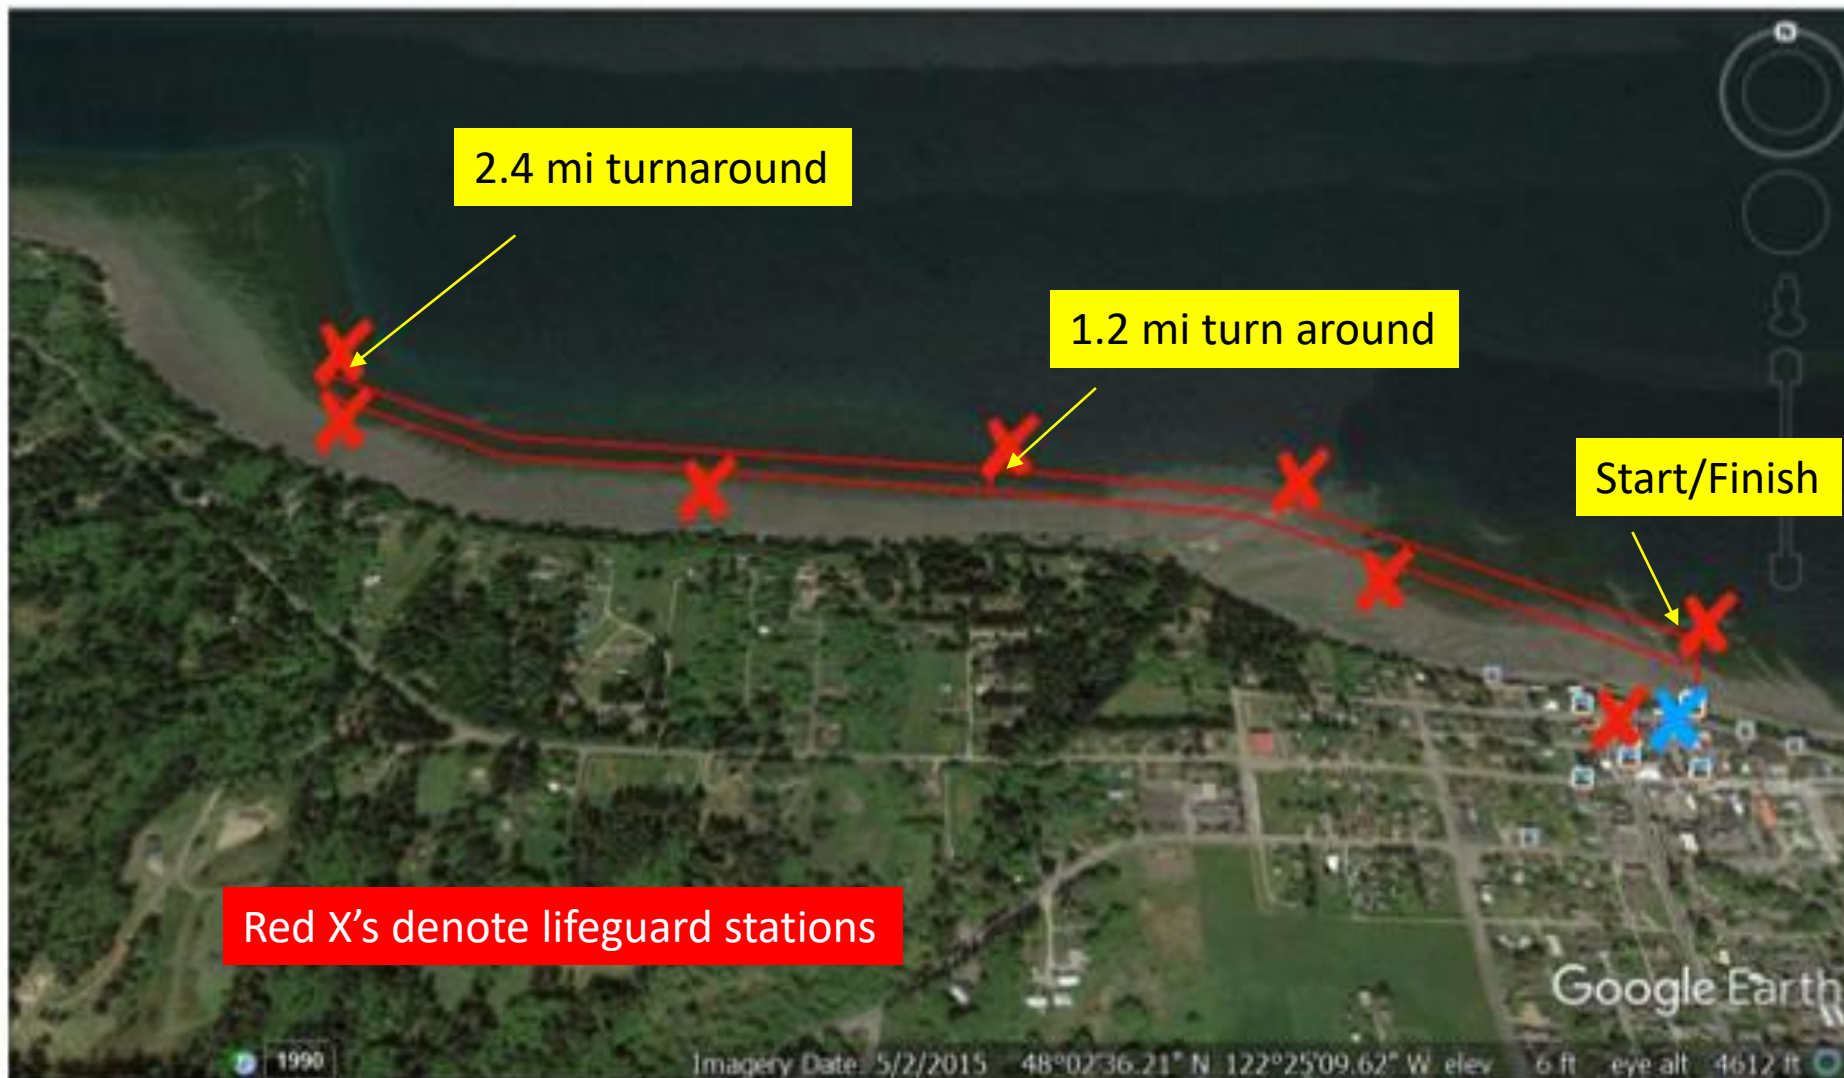 N
2.4 mi turnaround
1.2 mi turn around
Start/Finish
Red X’s denote lifeguard stations
Google Earth
1990
Imagery Date: 5/2/2015 48°02'36.21" N 122°25'09.62" W elev 6 ft eye alt 4612 ft